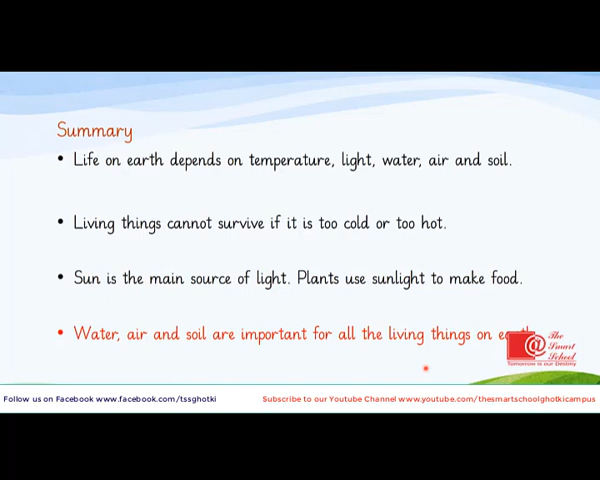 Summary
• Life on earth depends on temperature, light, water, air and soil.
• Living things cannot survive if it is too cold or too hot.
• Sun is the main source of light. Plants use sunlight to make food.
• Water, air and soil are important for all the living things on
@
The
Smart
School
Tomorrow is our Destiny
Follow us on Facebook www.facebook.com/tssghotki
Subscribe to our Youtube Channel www.youtube.com/thesmartschoolghotkicampus